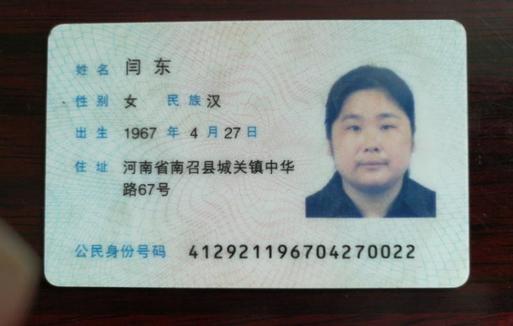 姓名 闫东
性别 女 民族 汉
出生 1967 年 4 月 27 日
住址 河南省南召县城关镇中华
路67号
公民身份号码 412921196704270022